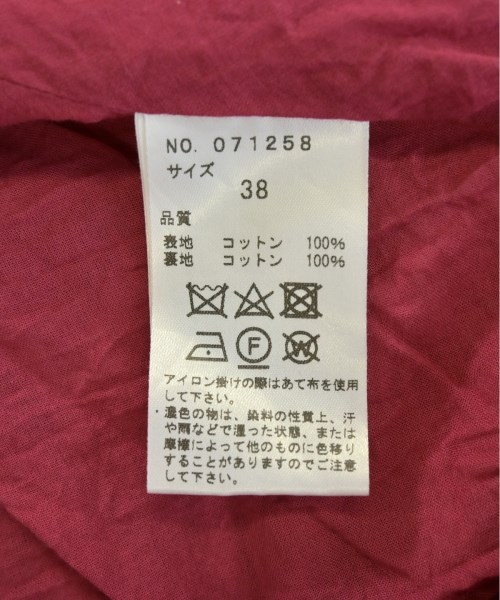 NO. 071258
サイズ
38
品質
表地 コットン 100%
裏地 コットン 100%
F W
アイロン掛けの際はあて布を使用
して下さい。
・濃色の物は、染料の性質上、汗
や雨などで湿った状態、または
摩擦によって他のものに色移り
することがありますのでご注意
して下さい。